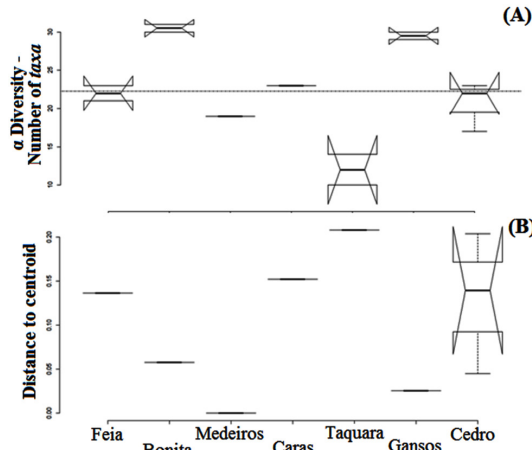 (A)
α Diversity -
Number of taxa
30
25
20
15
10
(B)
Distance to centroid
0.20
0.15
0.10
0.05
0.00
Feia
Bonita
Medeiros
Caras
Taquara
Gansos
Cedro